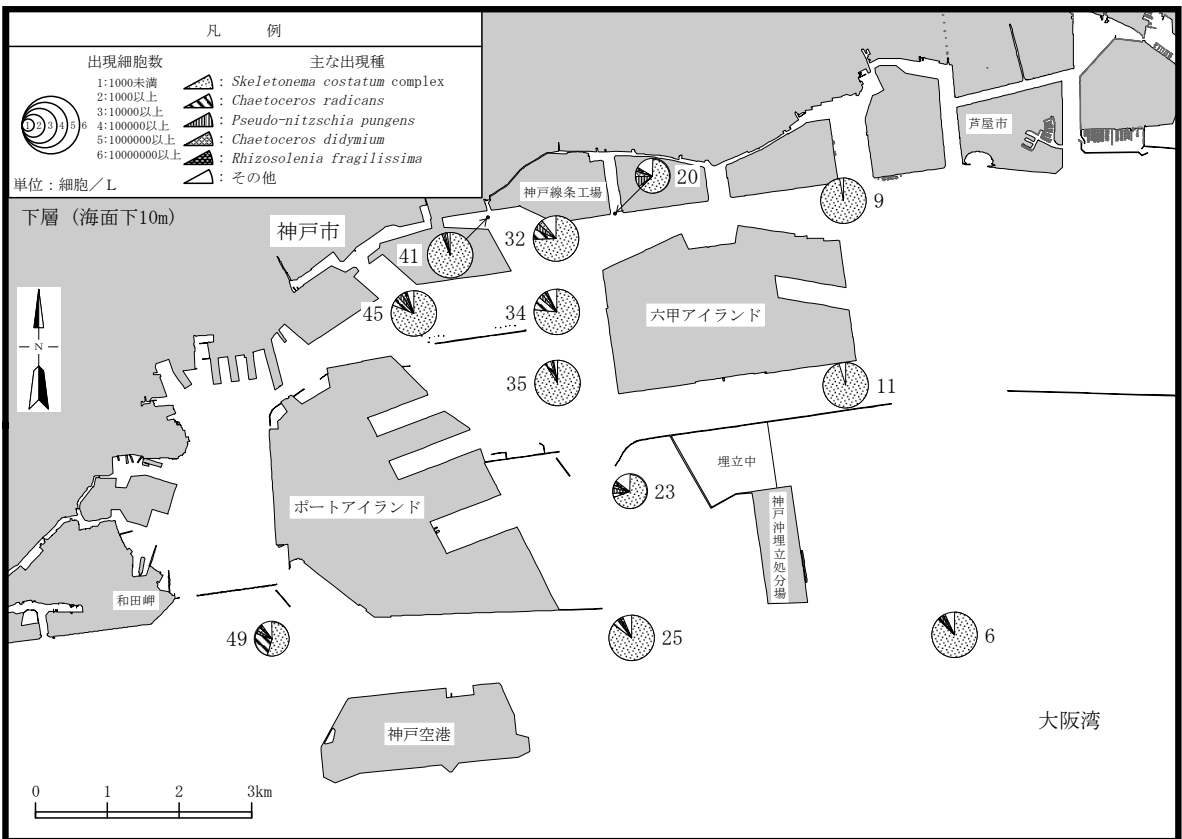 凡　　例
出現細胞数
1:1000未満
2:1000以上
3:10000以上
4:100000以上
5:1000000以上
6:10000000以上
1 2 3 4 5 6
単位：細胞／L
主な出現種
: Skeletonema costatum complex
: Chaetoceros radicans
: Pseudo-nitzschia pungens
: Chaetoceros didymium
: Rhizosolenia fragilissima
: その他
下層（海面下10m）
神戸市
芦屋市
神戸線条工場
20
9
32
41
45
34
六甲アイランド
35
11
N
埋立中
23
ポートアイランド
神戸沖埋立処分場
和田岬
49
25
6
神戸空港
大阪湾
0 1 2 3km